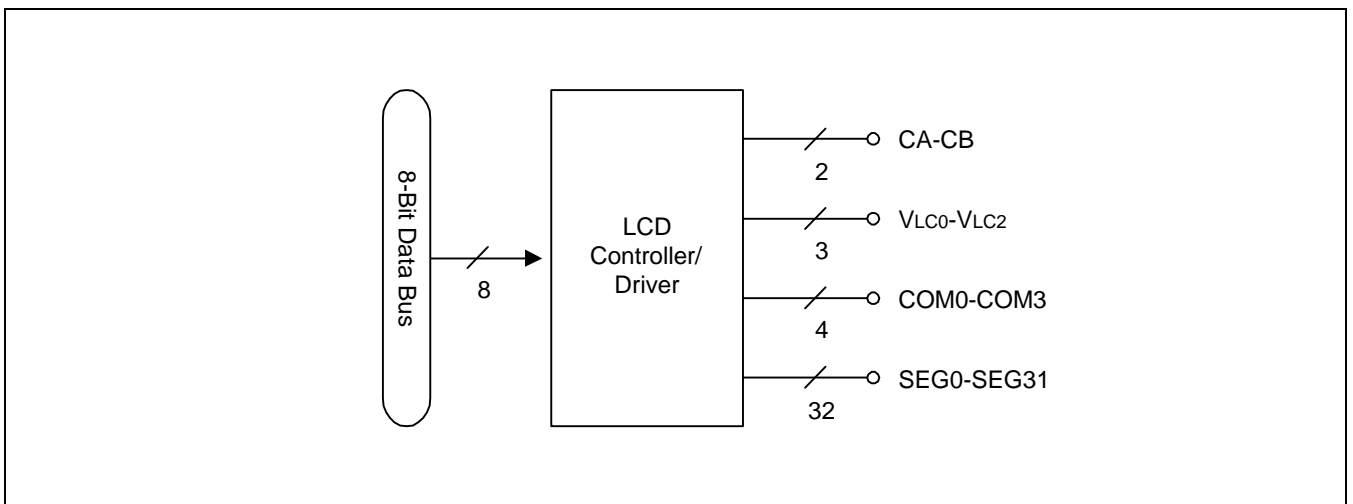 8-Bit Data Bus
8
LCD
Controller/
Driver
CA-CB
2
VLC0-VLC2
3
COM0-COM3
4
SEG0-SEG31
32